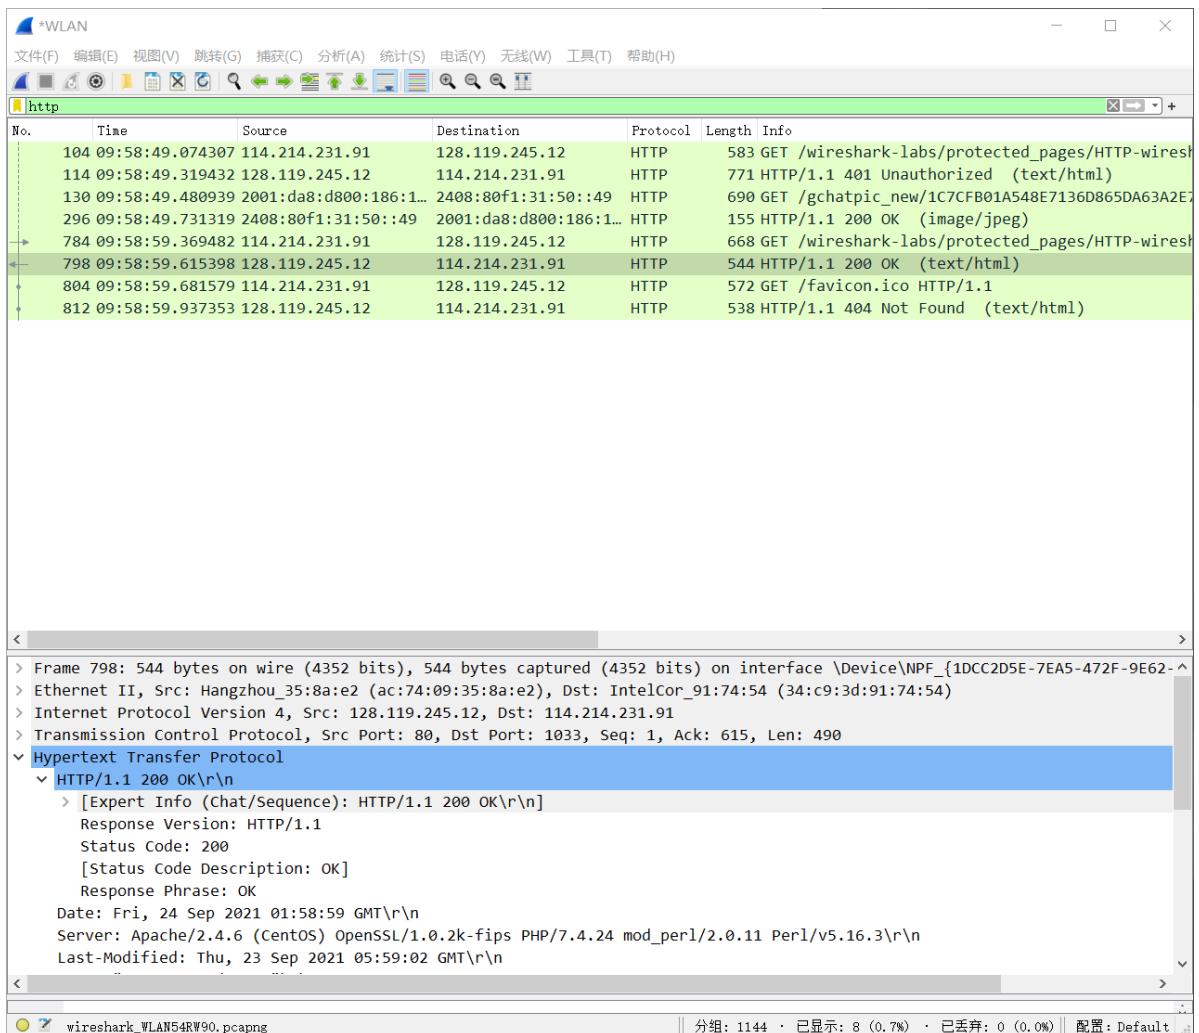 *WLAN
文件(F) 编辑(E) 视图(V) 跳转(G) 捕获(C) 分析(A) 统计(S) 电话(Y) 无线(W) 工具(T) 帮助(H)
http
No. Time Source Destination Protocol Length Info
104 09:58:49.074307 114.214.231.91 128.119.245.12 HTTP 583 GET /wireshark-labs/protected_pages/HTTP-wiresh
114 09:58:49.319432 128.119.245.12 114.214.231.91 HTTP 771 HTTP/1.1 401 Unauthorized (text/html)
130 09:58:49.480939 2001:da8:d800:186:1… 2408:80f1:31:50::49 HTTP 690 GET /gchatpic_new/1C7CFB01A548E7136D865DA63A2E7
296 09:58:49.731319 2408:80f1:31:50::49 2001:da8:d800:186:1… HTTP 155 HTTP/1.1 200 OK (image/jpeg)
784 09:58:59.369482 114.214.231.91 128.119.245.12 HTTP 668 GET /wireshark-labs/protected_pages/HTTP-wiresh
798 09:58:59.615398 128.119.245.12 114.214.231.91 HTTP 544 HTTP/1.1 200 OK (text/html)
804 09:58:59.681579 114.214.231.91 128.119.245.12 HTTP 572 GET /favicon.ico HTTP/1.1
812 09:58:59.937353 128.119.245.12 114.214.231.91 HTTP 538 HTTP/1.1 404 Not Found (text/html)
Frame 798: 544 bytes on wire (4352 bits), 544 bytes captured (4352 bits) on interface \Device\NPF_{1DCC2D5E-7EA5-472F-9E62-
Ethernet II, Src: Hangzhou_35:8a:e2 (ac:74:09:35:8a:e2), Dst: IntelCor_91:74:54 (34:c9:3d:91:74:54)
Internet Protocol Version 4, Src: 128.119.245.12, Dst: 114.214.231.91
Transmission Control Protocol, Src Port: 80, Dst Port: 1033, Seq: 1, Ack: 615, Len: 490
Hypertext Transfer Protocol
HTTP/1.1 200 OK\r\n
[Expert Info (Chat/Sequence): HTTP/1.1 200 OK\r\n]
Response Version: HTTP/1.1
Status Code: 200
[Status Code Description: OK]
Response Phrase: OK
Date: Fri, 24 Sep 2021 01:58:59 GMT\r\n
Server: Apache/2.4.6 (CentOS) OpenSSL/1.0.2k-fips PHP/7.4.24 mod_perl/2.0.11 Perl/v5.16.3\r\n
Last-Modified: Thu, 23 Sep 2021 05:59:02 GMT\r\n
wireshark_WLAN54RW90.pcapng 分组: 1144 · 已显示: 8 (0.7%) · 已丢弃: 0 (0.0%) 配置: Default